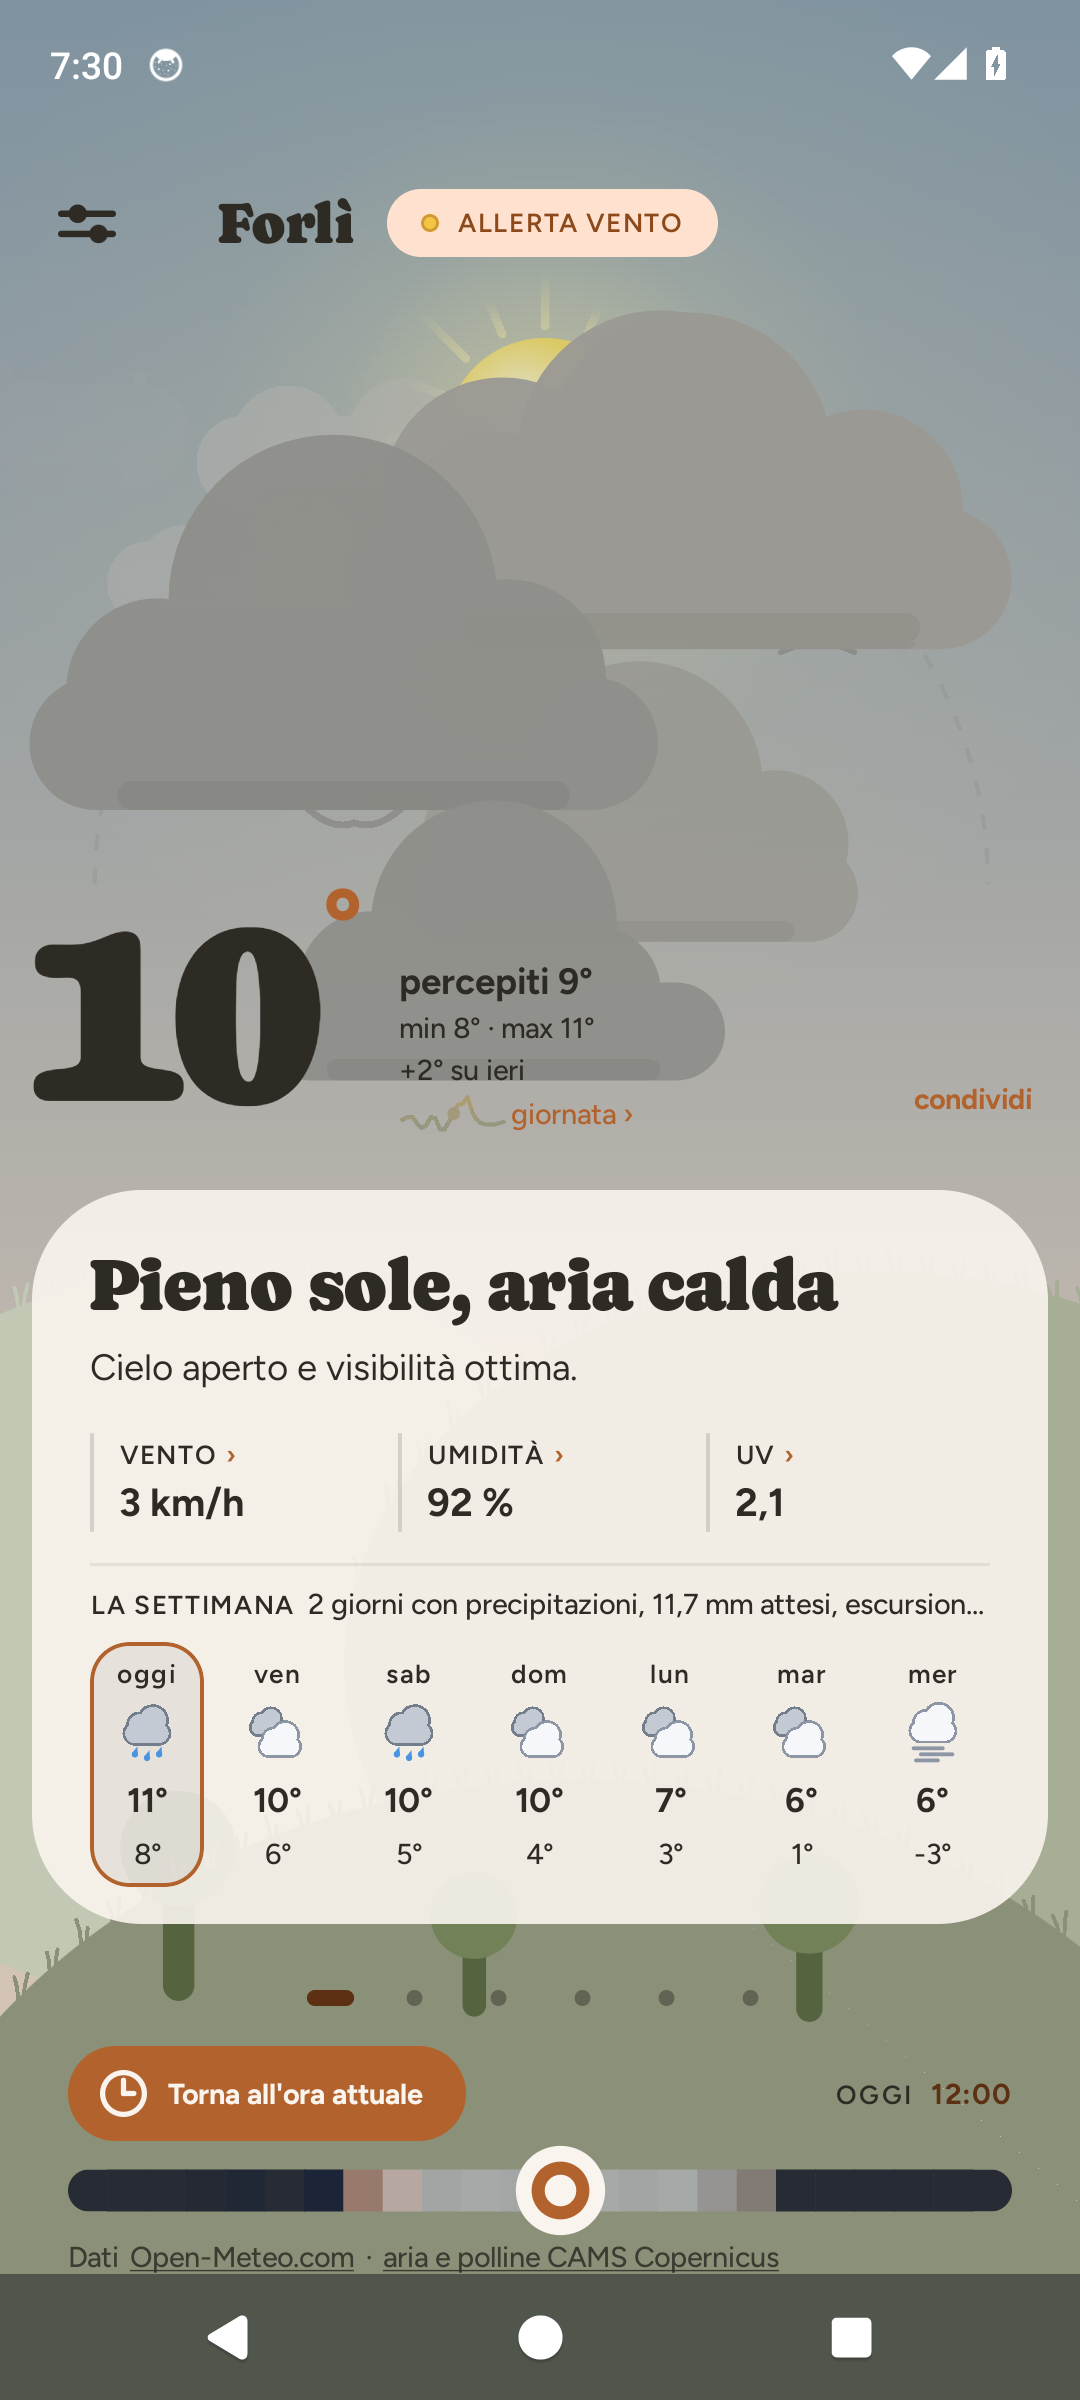 7:30
Forlì ALLERTA VENTO
10°
percepiti 9°
min 8° · max 11°
+2° su ieri
giornata ›
condividi
Pieno sole, aria calda
Cielo aperto e visibilità ottima.
VENTO › UMIDITÀ › UV ›
3 km/h 92 % 2,1
LA SETTIMANA 2 giorni con precipitazioni, 11,7 mm attesi, escursion...
oggi ven sab dom lun mar mer
11° 10° 10° 10° 7° 6° 6°
8° 6° 5° 4° 3° 1° -3°
Torna all'ora attuale OGGI 12:00
Dati Open-Meteo.com · aria e polline CAMS Copernicus